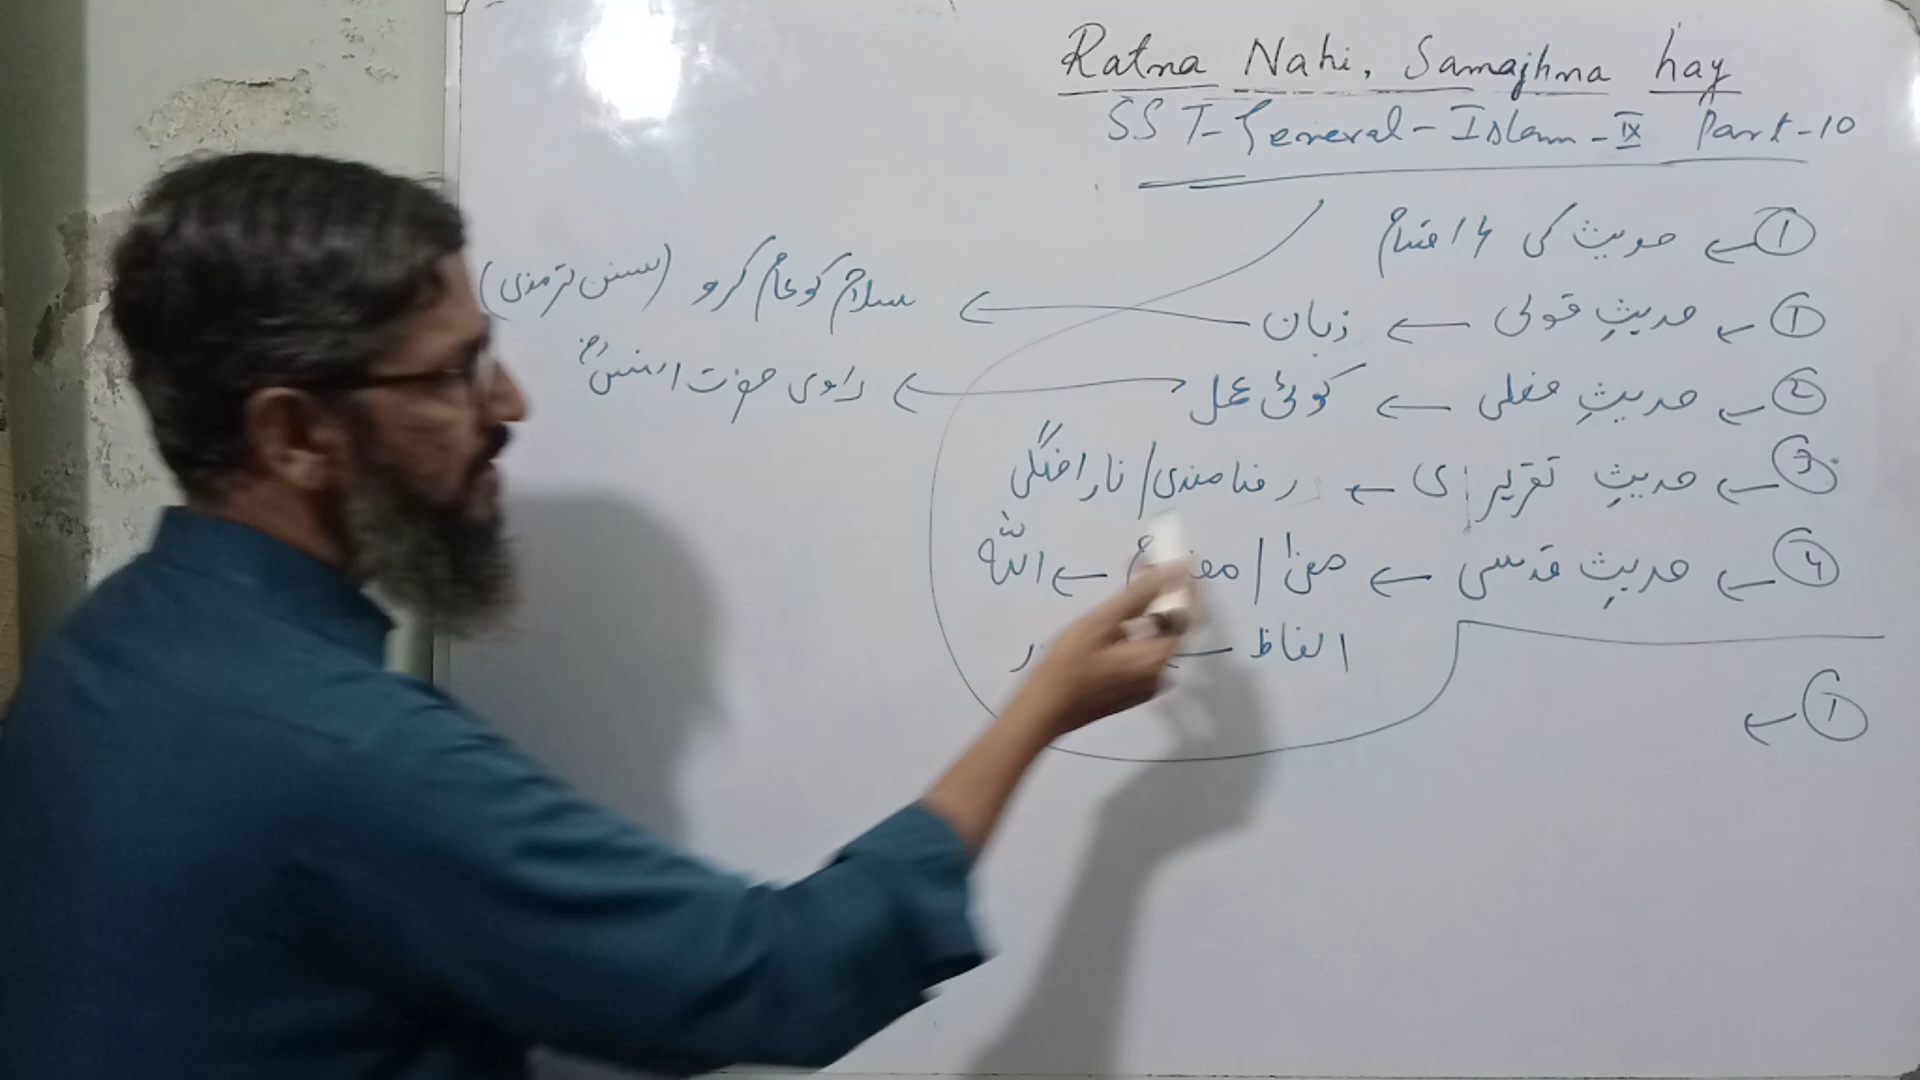 Ratna Nahi, Samajhna hay
SST-General-Islam-IX Part-10
① ← حدیث کی ۴ اقسام
① ← حدیثِ قولی ← زبان ← سلام کو عام کرو (سنن ترمذی)
② ← حدیثِ فعلی ← کوئی عمل ← راوی حضرت انسؓ
③ ← حدیثِ تقریری ← رضامندی/ناراضگی
④ ← حدیثِ قدسی ← / ← اللہ
الفاظ ←
① ←